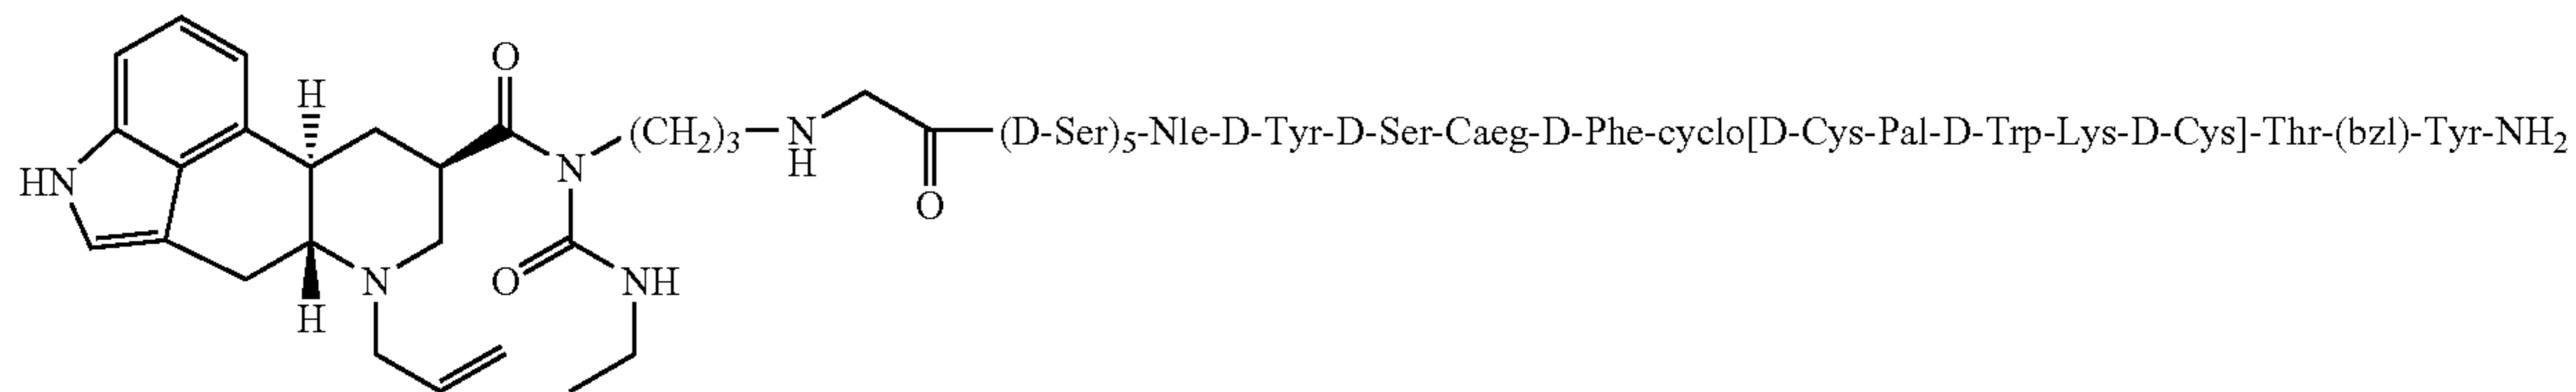 O
H
(CH2)3
N
H
(D-Ser)5-Nle-D-Tyr-D-Ser-Caeg-D-Phe-cyclo[D-Cys-Pal-D-Trp-Lys-D-Cys]-Thr-(bzl)-Tyr-NH2
N
HN
O
N
O
NH
H